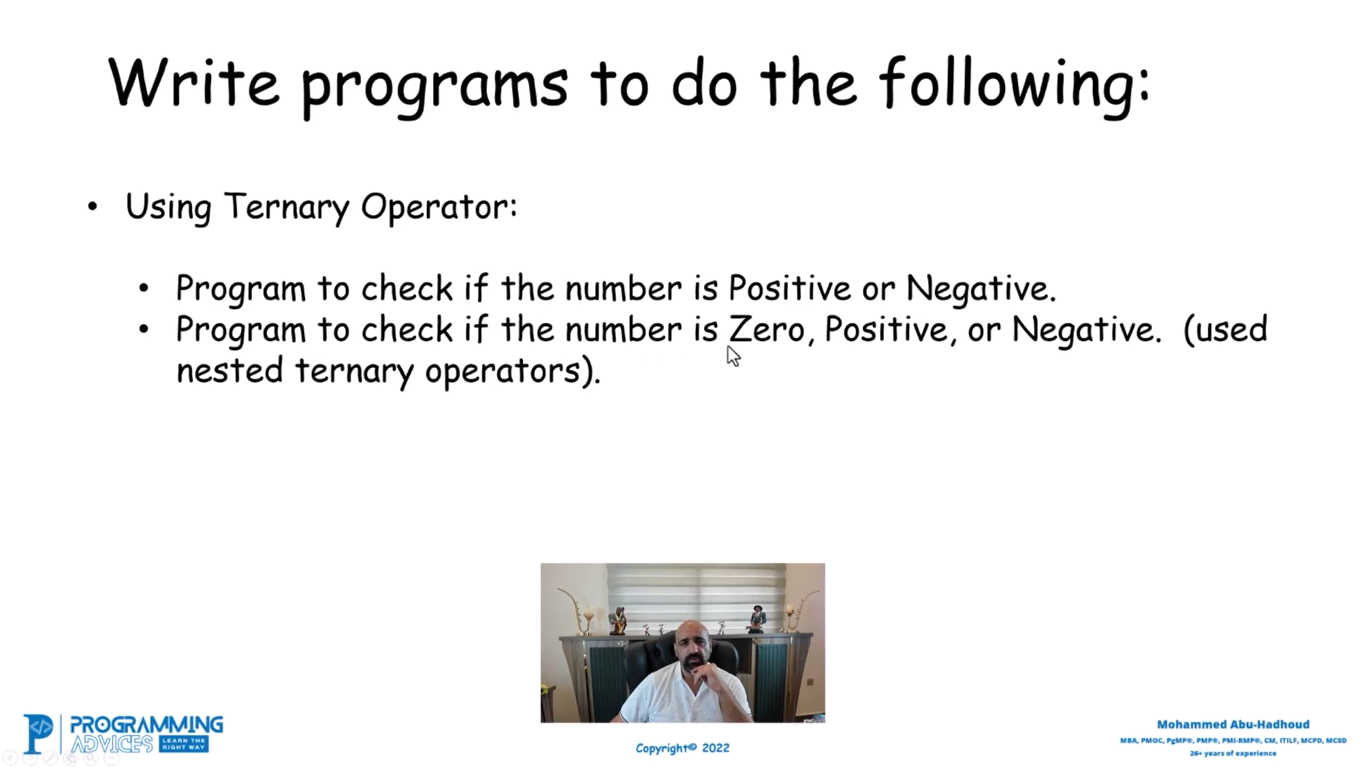 Write programs to do the following:
• Using Ternary Operator:
• Program to check if the number is Positive or Negative.
• Program to check if the number is Zero, Positive, or Negative. (used
nested ternary operators).
PROGRAMMING
ADVICES LEARN THE
RIGHT WAY
Copyright© 2022
Mohammed Abu-Hadhoud
MBA, PMOC, PgMP®, PMP®, PMI-RMP®, CM, ITILF, MCPD, MCSD
26+ years of experience